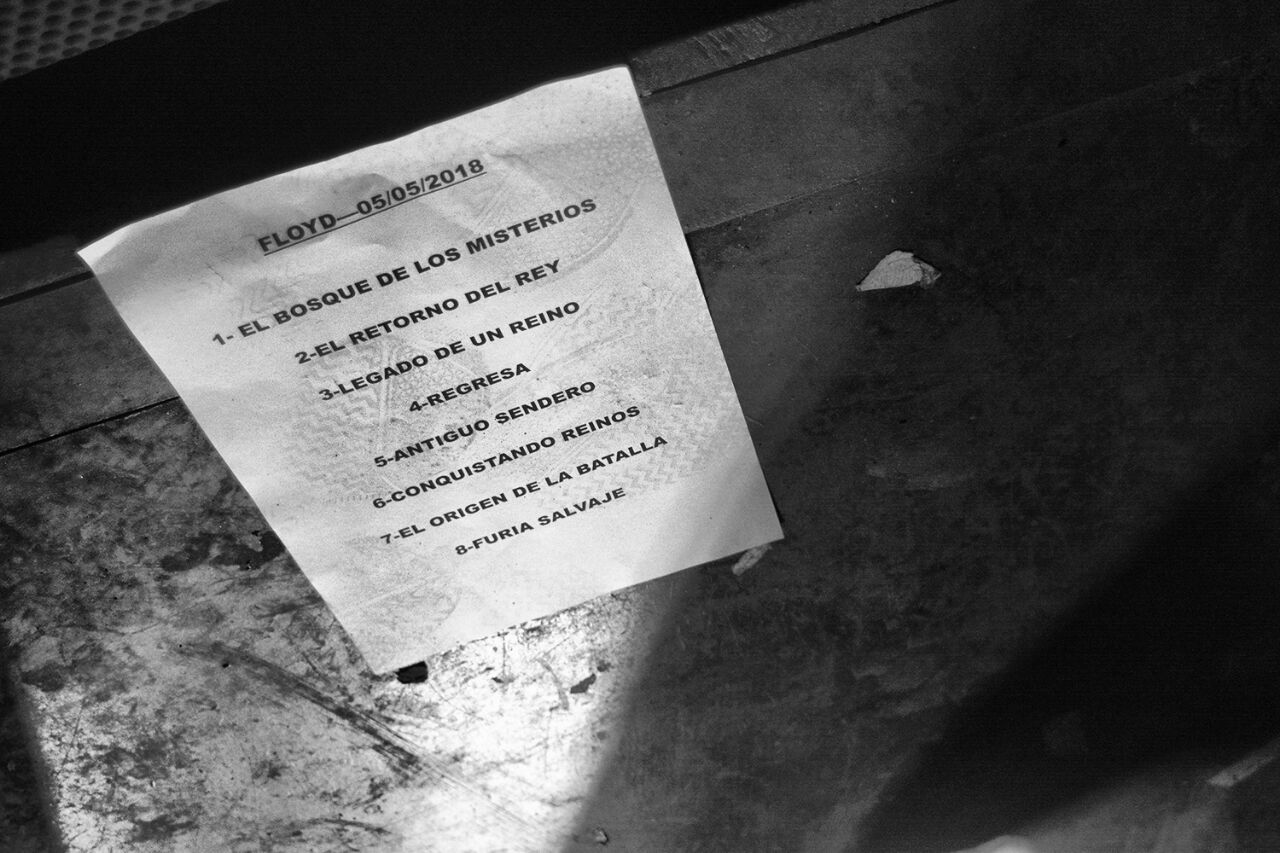 FLOYD—05/05/2018
1- EL BOSQUE DE LOS MISTERIOS
2-EL RETORNO DEL REY
3-LEGADO DE UN REINO
4-REGRESA
5-ANTIGUO SENDERO
6-CONQUISTANDO REINOS
7-EL ORIGEN DE LA BATALLA
8-FURIA SALVAJE